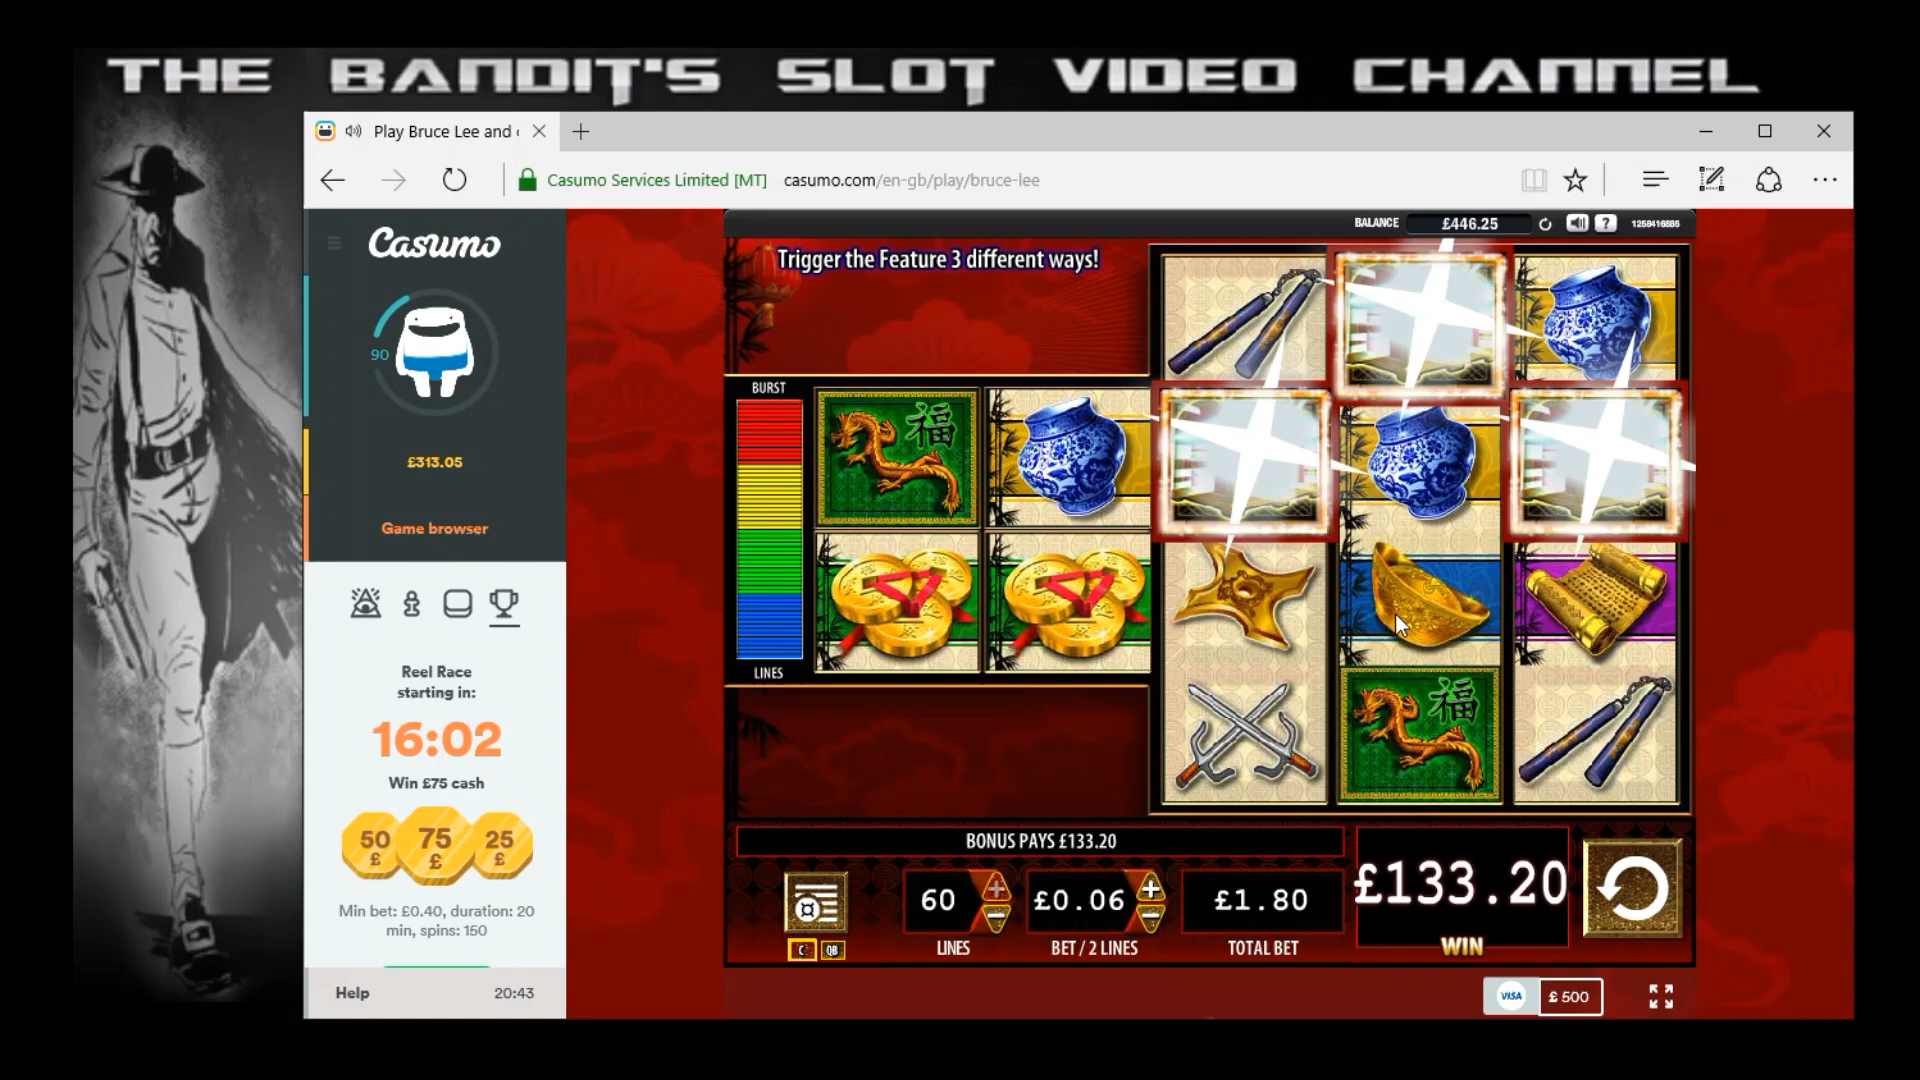 THE BANDIT'S SLOT VIDEO CHANNEL
Play Bruce Lee and
Casumo Services Limited [MT]
casumo.com/en-gb/play/bruce-lee
Casumo
90
£313.05
Game browser
Reel Race
starting in:
16:02
Win £75 cash
50 £
75 £
25 £
Min bet: £0.40, duration: 20
min, spins: 150
Help
20:43
BALANCE
£446.25
?
1258416885
Trigger the Feature 3 different ways!
BURST
LINES
福
福
BONUS PAYS £133.20
60
LINES
£0.06
BET / 2 LINES
£1.80
TOTAL BET
£133.20
WIN
C
QB
VISA
£ 500